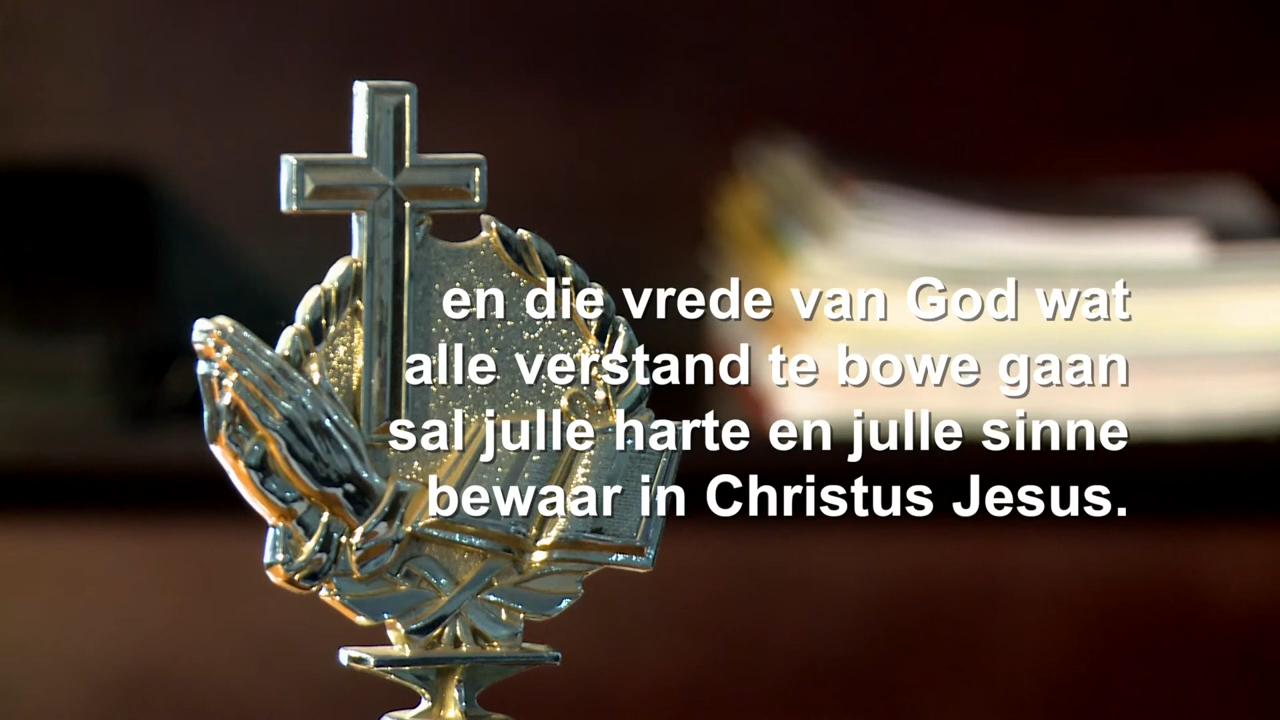 en die vrede van God wat
alle verstand te bowe gaan
sal julle harte en julle sinne
bewaar in Christus Jesus.